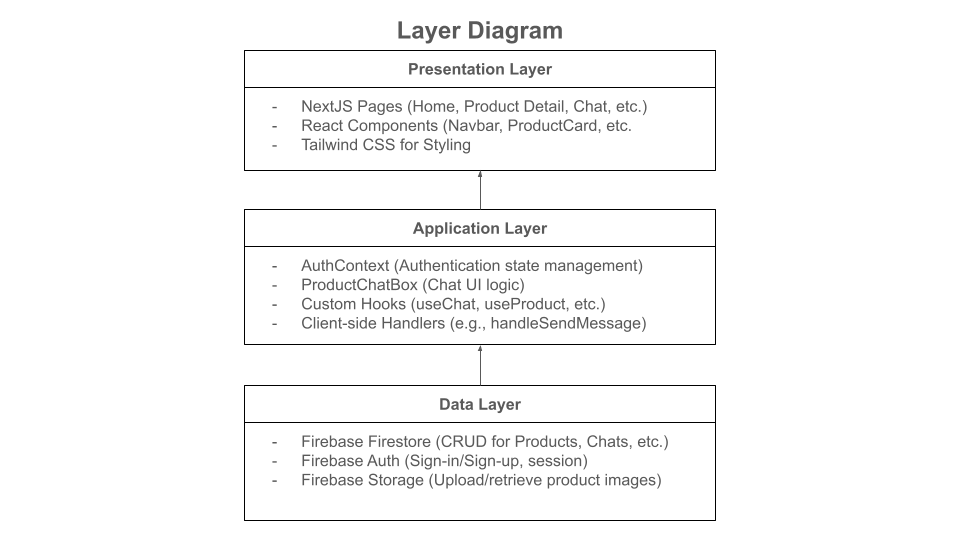 Layer Diagram
Presentation Layer
- NextJS Pages (Home, Product Detail, Chat, etc.)
- React Components (Navbar, ProductCard, etc.
- Tailwind CSS for Styling
Application Layer
- AuthContext (Authentication state management)
- ProductChatBox (Chat UI logic)
- Custom Hooks (useChat, useProduct, etc.)
- Client-side Handlers (e.g., handleSendMessage)
Data Layer
- Firebase Firestore (CRUD for Products, Chats, etc.)
- Firebase Auth (Sign-in/Sign-up, session)
- Firebase Storage (Upload/retrieve product images)